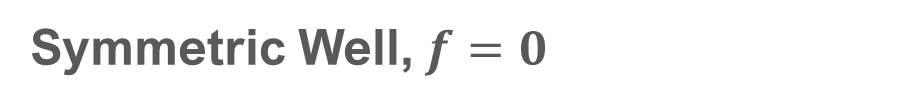 Symmetric Well, f = 0